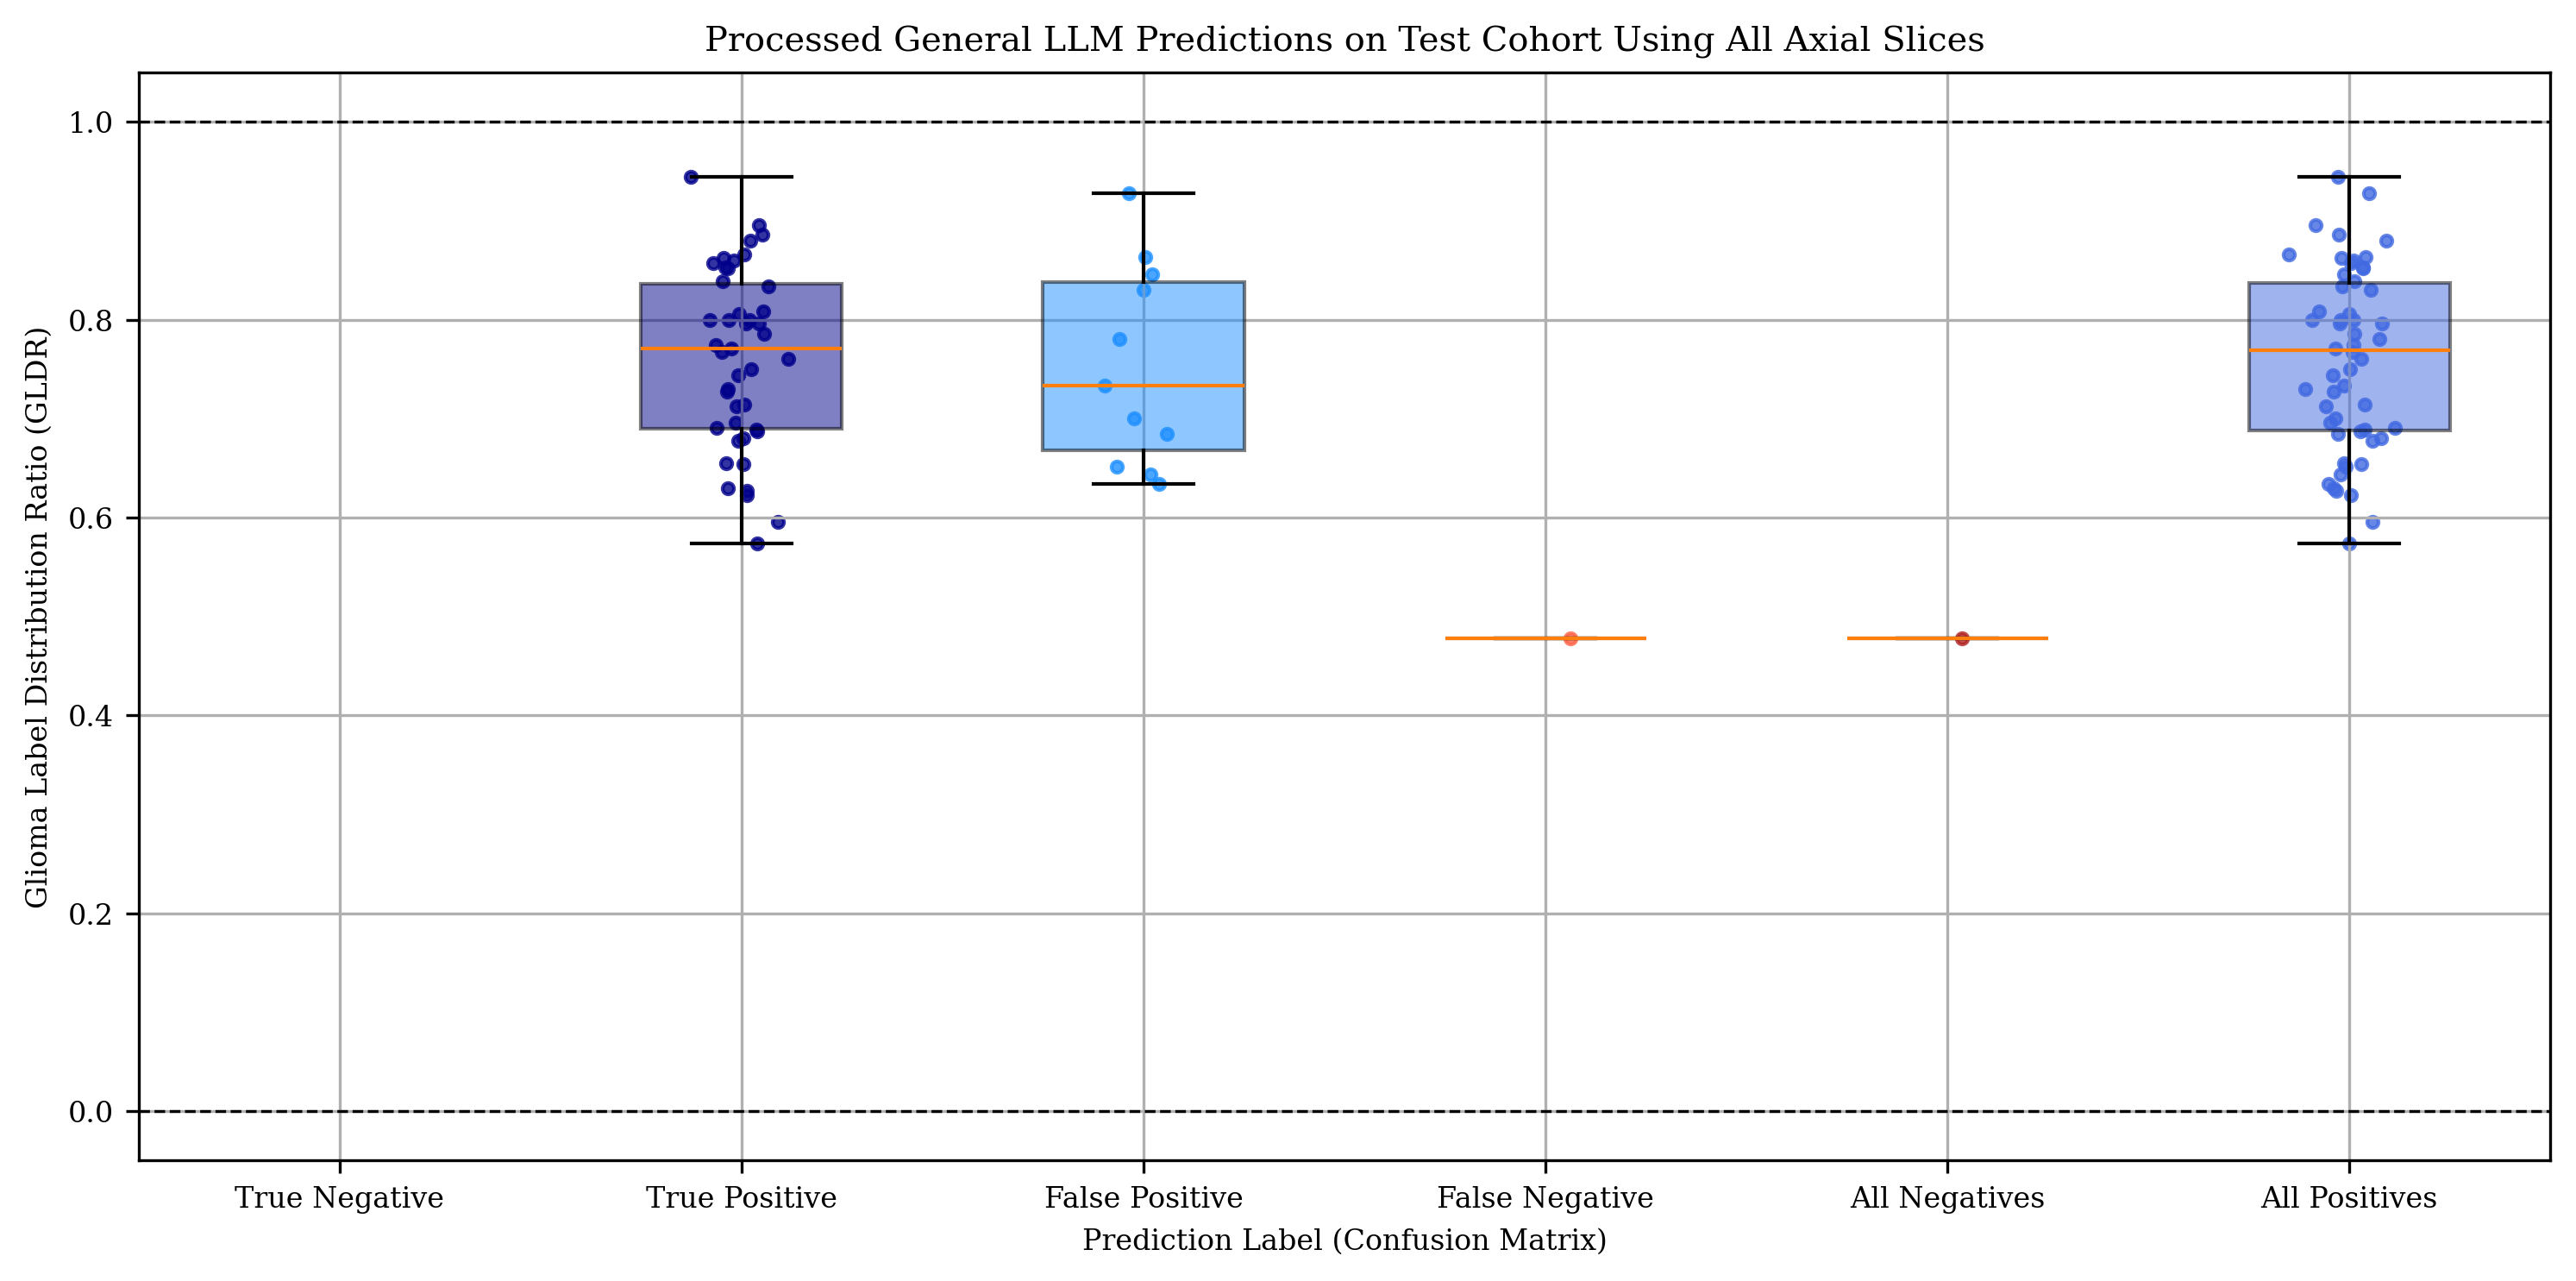 Processed General LLM Predictions on Test Cohort Using All Axial Slices
Glioma Label Distribution Ratio (GLDR)
1.0
0.8
0.6
0.4
0.2
0.0
True Negative
True Positive
False Positive
False Negative
All Negatives
All Positives
Prediction Label (Confusion Matrix)